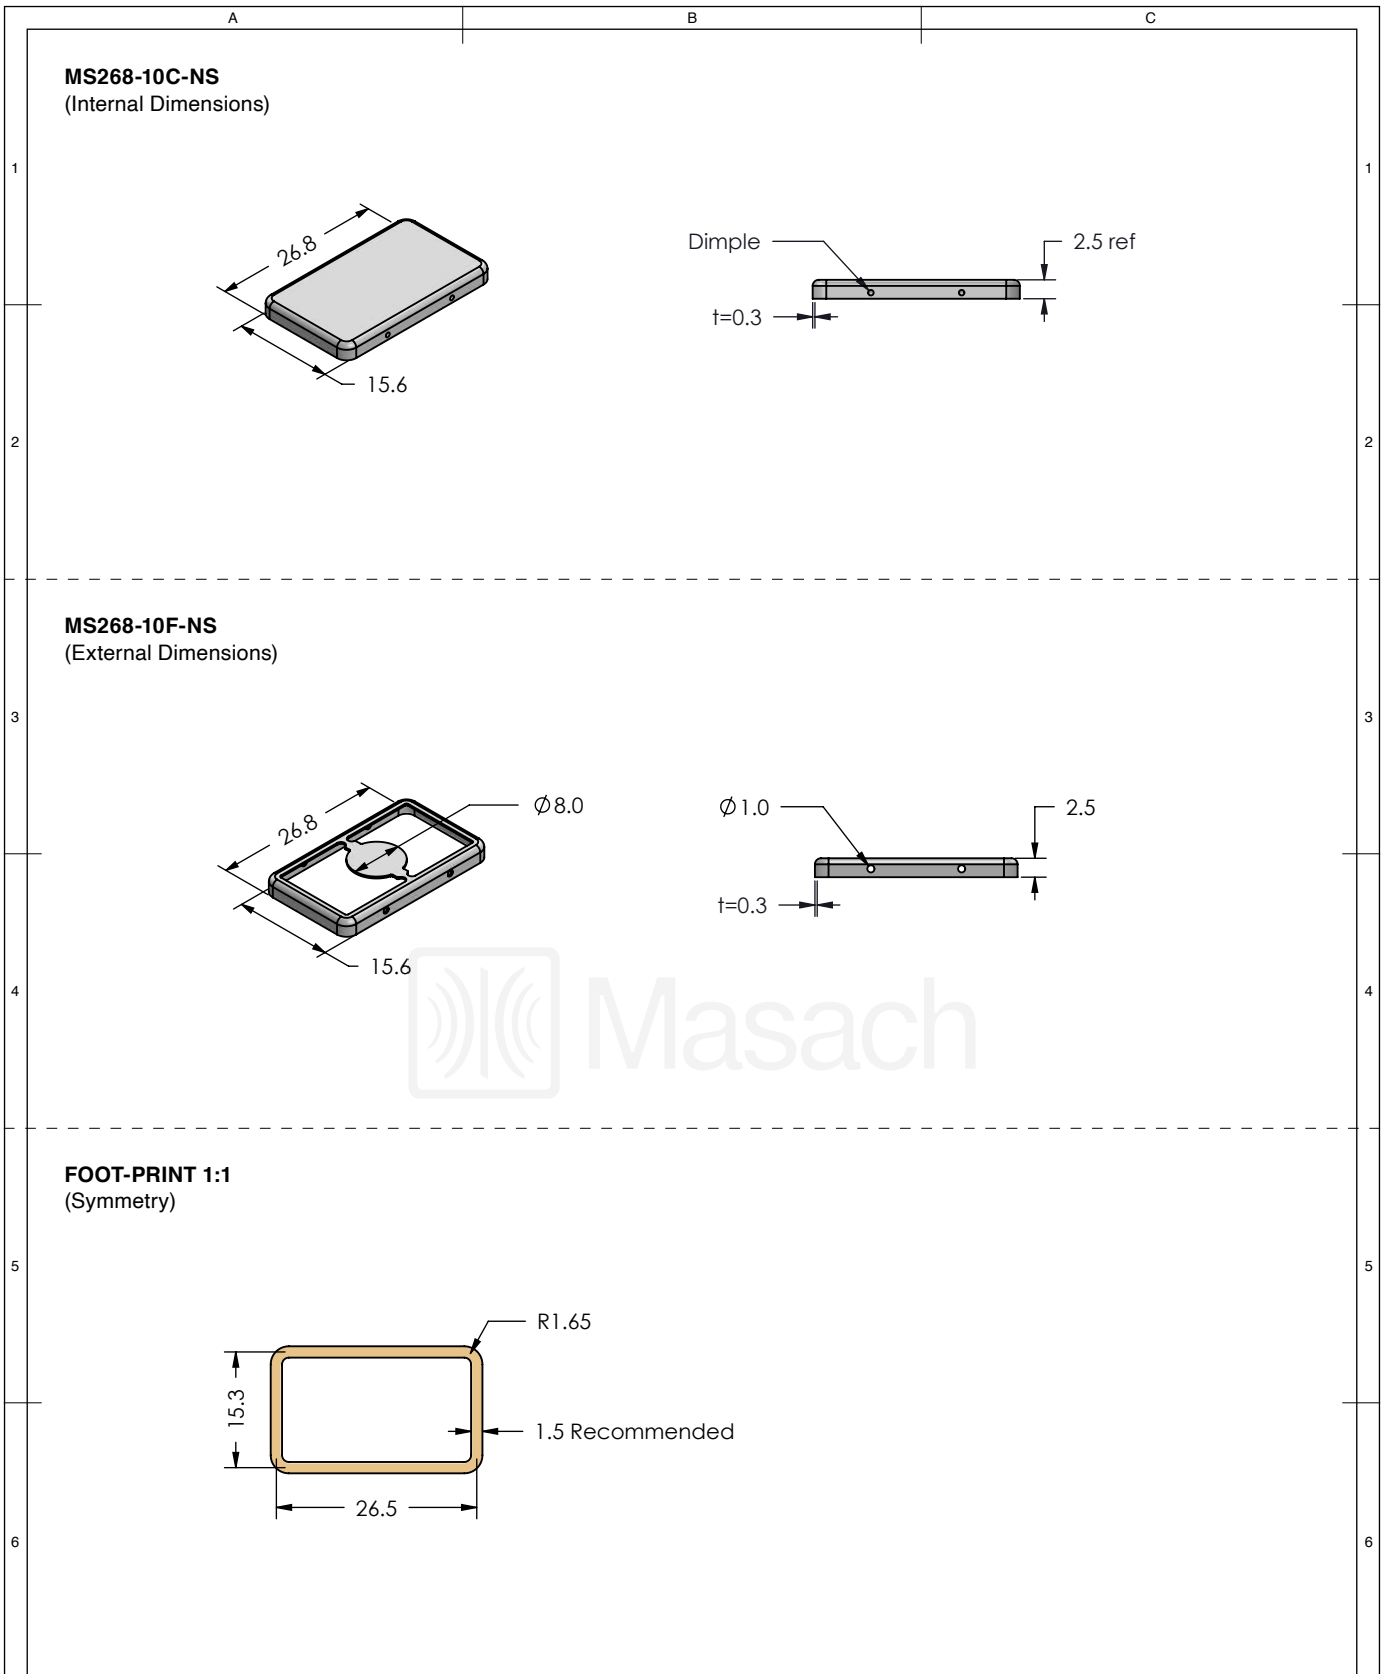 A B C
MS268-10C-NS
(Internal Dimensions)
1 1
26.8
15.6
Dimple
2.5 ref
t=0.3
2 2
MS268-10F-NS
(External Dimensions)
3 3
26.8
Ø8.0
15.6
Ø1.0
2.5
t=0.3
Masach
4 4
FOOT-PRINT 1:1
(Symmetry)
5 5
R1.65
15.3
1.5 Recommended
26.5
6 6